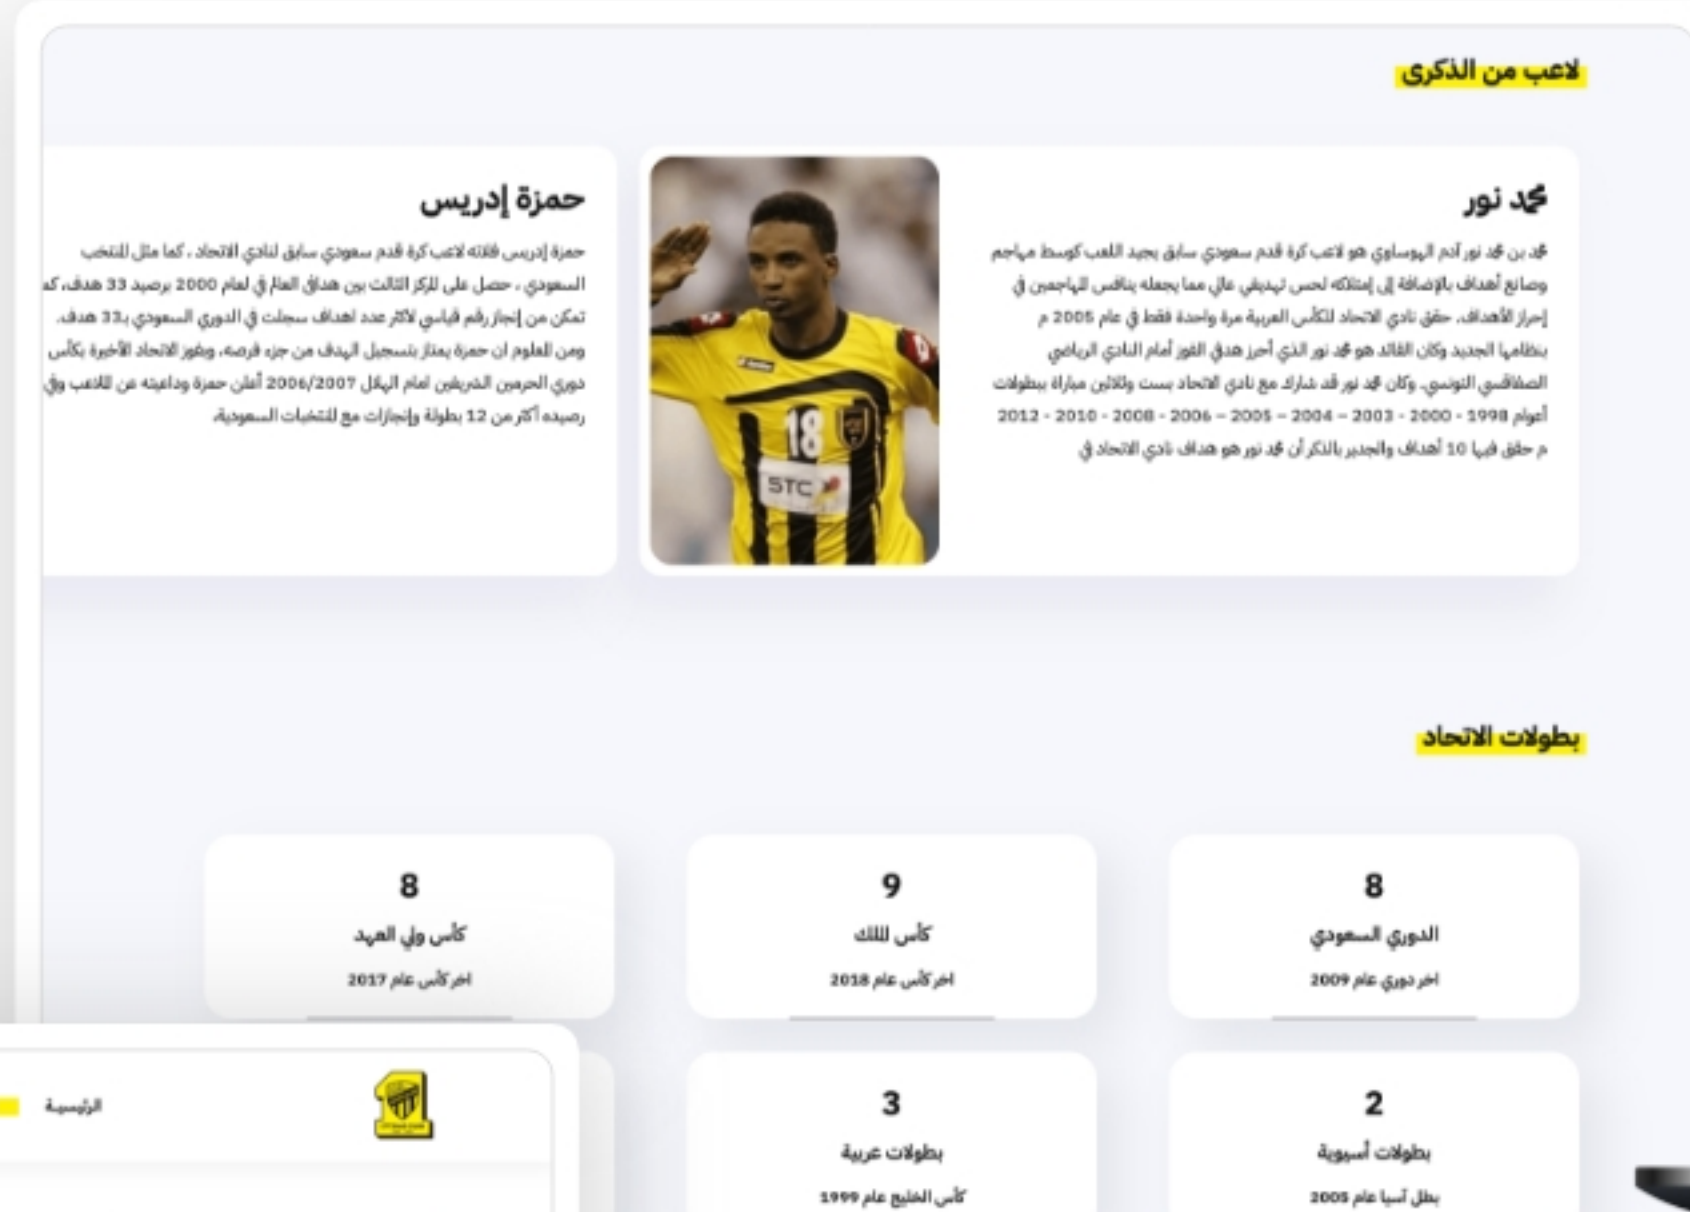 لاعب من الذكرى
محمد نور
محمد بن محمد نور آدم الهوساوي هو لاعب كرة قدم سعودي سابق يجيد اللعب كوسط مهاجم
وصانع أهداف بالإضافة إلى إمتلاكه لحس تهديفي عالي مما يجعله ينافس المهاجمين في
إحراز الأهداف. حقق نادي الاتحاد للكأس العربية مرة واحدة فقط في عام 2005 م
بنظامها الجديد وكان القائد هو محمد نور الذي أحرز هدفي الفوز أمام النادي الرياضي
الصفاقسي التونسي. وكان محمد نور قد شارك مع نادي الاتحاد بست وثلاثين مباراة ببطولات
أعوام 1998 - 2000 - 2003 – 2004 – 2005 – 2006 - 2008 - 2010 - 2012
م حقق فيها 10 أهداف والجدير بالذكر أن محمد نور هو هداف نادي الاتحاد في
18
STC
حمزة إدريس
حمزة إدريس فلاته لاعب كرة قدم سعودي سابق لنادي الاتحاد ، كما مثل المنتخب
السعودي ، حصل على المركز الثالث بين هدافي العالم في لعام 2000 برصيد 33 هدف، كم
تمكن من إنجاز رقم قياسي لأكثر عدد اهداف سجلت في الدوري السعودي بـ33 هدف.
ومن المعلوم ان حمزة يمتاز بتسجيل الهدف من جزء فرصه، وبفوز الاتحاد الأخيرة بكأس
دوري الحرمين الشريفين امام الهلال 2006/2007 أعلن حمزة وداعيته عن الملاعب وفي
رصيده أكثر من 12 بطولة وإنجازات مع المنتخبات السعودية.
بطولات الاتحاد
8
الدوري السعودي
اخر دوري عام 2009
9
كأس الملك
اخر كأس عام 2018
8
كأس ولي العهد
اخر كأس عام 2017
2
بطولات أسيوية
بطل آسيا عام 2005
3
بطولات عربية
كأس الخليج عام 1999
الرئيسية